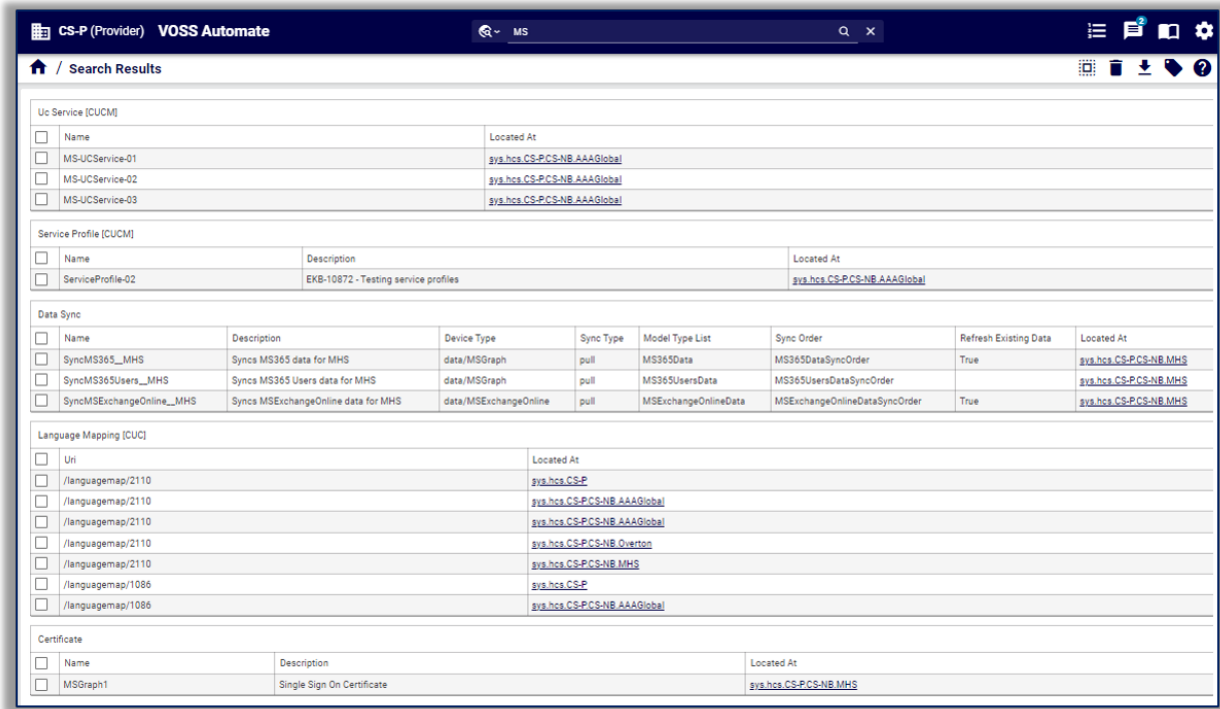 CS-P (Provider) VOSS Automate MS 2
/ Search Results
Uc Service [CUCM]
Name Located At
MS-UCService-01 sys.hcs.CS-P.CS-NB.AAAGlobal
MS-UCService-02 sys.hcs.CS-P.CS-NB.AAAGlobal
MS-UCService-03 sys.hcs.CS-P.CS-NB.AAAGlobal
Service Profile [CUCM]
Name Description Located At
ServiceProfile-02 EKB-10872 - Testing service profiles sys.hcs.CS-P.CS-NB.AAAGlobal
Data Sync
Name Description Device Type Sync Type Model Type List Sync Order Refresh Existing Data Located At
SyncMS365__MHS Syncs MS365 data for MHS data/MSGraph pull MS365Data MS365DataSyncOrder True sys.hcs.CS-P.CS-NB.MHS
SyncMS365Users__MHS Syncs MS365 Users data for MHS data/MSGraph pull MS365UsersData MS365UsersDataSyncOrder sys.hcs.CS-P.CS-NB.MHS
SyncMSExchangeOnline__MHS Syncs MSExchangeOnline data for MHS data/MSExchangeOnline pull MSExchangeOnlineData MSExchangeOnlineDataSyncOrder True sys.hcs.CS-P.CS-NB.MHS
Language Mapping [CUC]
Uri Located At
/languagemap/2110 sys.hcs.CS-P
/languagemap/2110 sys.hcs.CS-P.CS-NB.AAAGlobal
/languagemap/2110 sys.hcs.CS-P.CS-NB.AAAGlobal
/languagemap/2110 sys.hcs.CS-P.CS-NB.Overton
/languagemap/2110 sys.hcs.CS-P.CS-NB.MHS
/languagemap/1086 sys.hcs.CS-P
/languagemap/1086 sys.hcs.CS-P.CS-NB.AAAGlobal
Certificate
Name Description Located At
MSGraph1 Single Sign On Certificate sys.hcs.CS-P.CS-NB.MHS